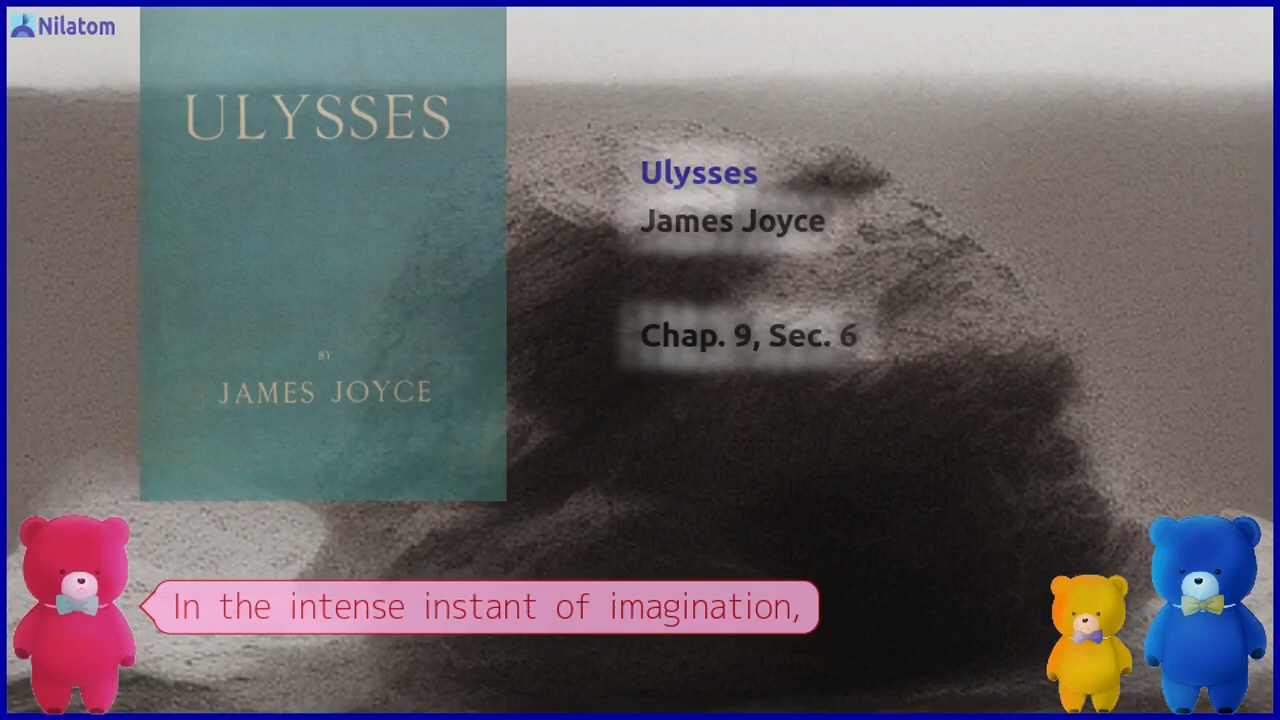 Nilatom
ULYSSES
BY
JAMES JOYCE
Ulysses
James Joyce
Chap. 9, Sec. 6
In the intense instant of imagination,